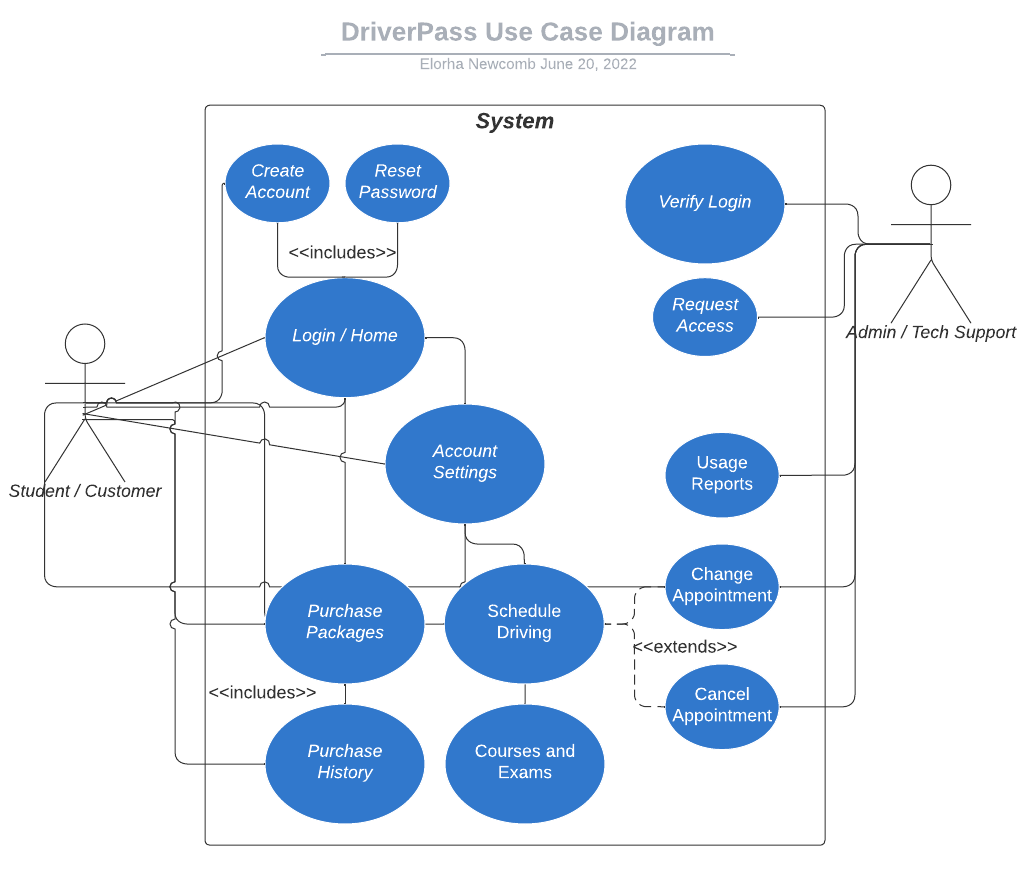 DriverPass Use Case Diagram
Elorha Newcomb June 20, 2022
System
Create
Account
Reset
Password
Verify Login
<<includes>>
Login / Home
Request
Access
Admin / Tech Support
Account
Settings
Usage
Reports
Student / Customer
Change
Appointment
Purchase
Packages
Schedule
Driving
<<extends>>
<<includes>>
Cancel
Appointment
Purchase
History
Courses and
Exams